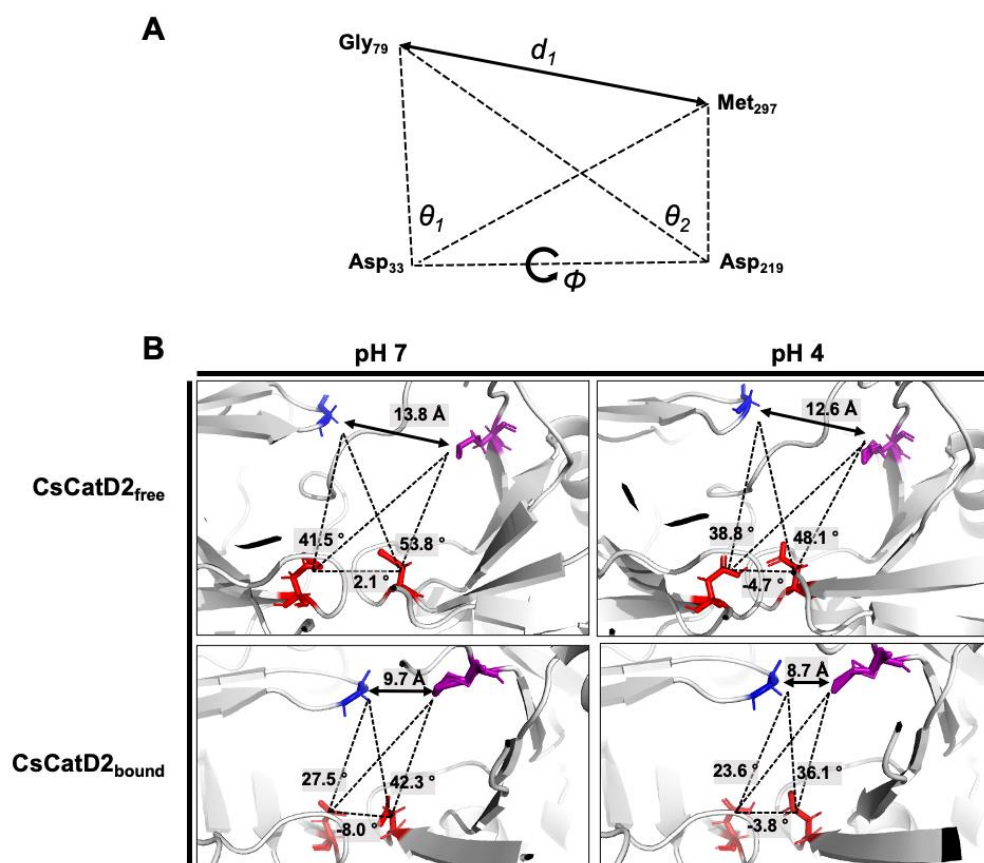 A
Gly79
d1
Met297
θ1
θ2
Asp33
Φ
Asp219
B
pH 7
pH 4
CsCatD2free
13.8 Å
41.5 °
53.8 °
2.1 °
12.6 Å
38.8 °
48.1 °
-4.7 °
CsCatD2bound
9.7 Å
27.5 °
42.3 °
-8.0 °
8.7 Å
23.6 °
36.1 °
-3.8 °